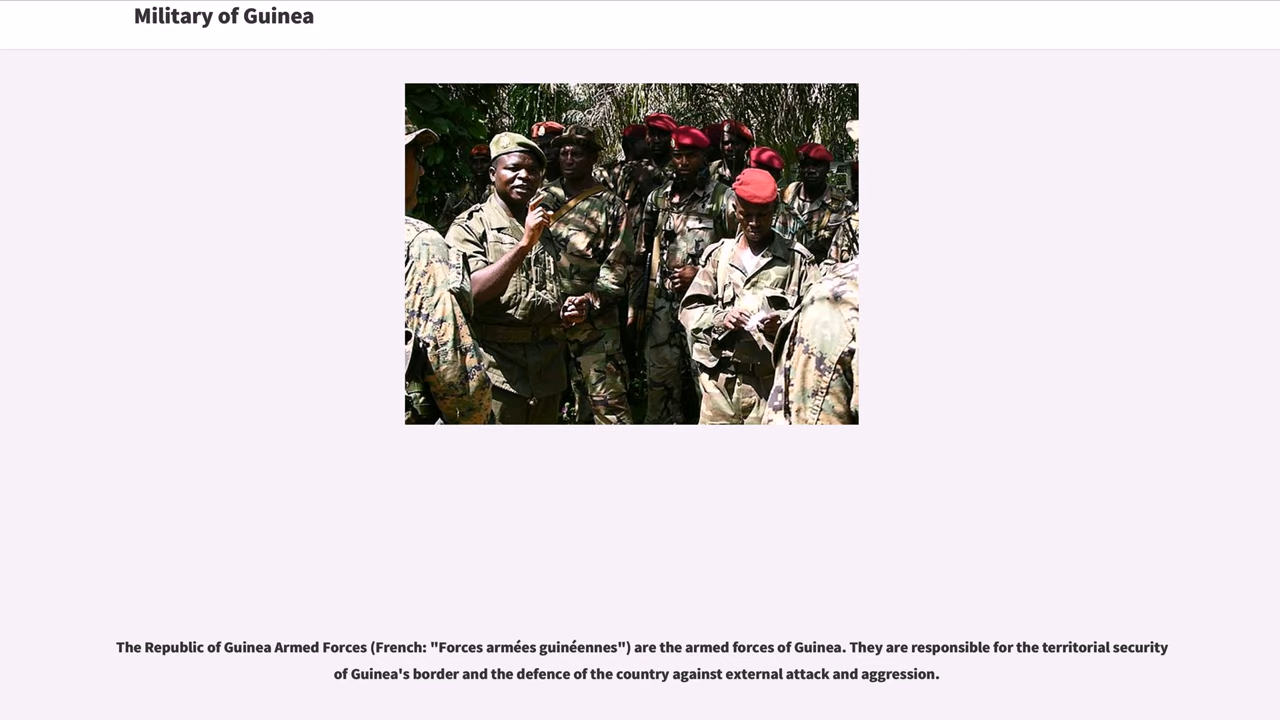 Military of Guinea
The Republic of Guinea Armed Forces (French: "Forces armées guinéennes") are the armed forces of Guinea. They are responsible for the territorial security
of Guinea's border and the defence of the country against external attack and aggression.